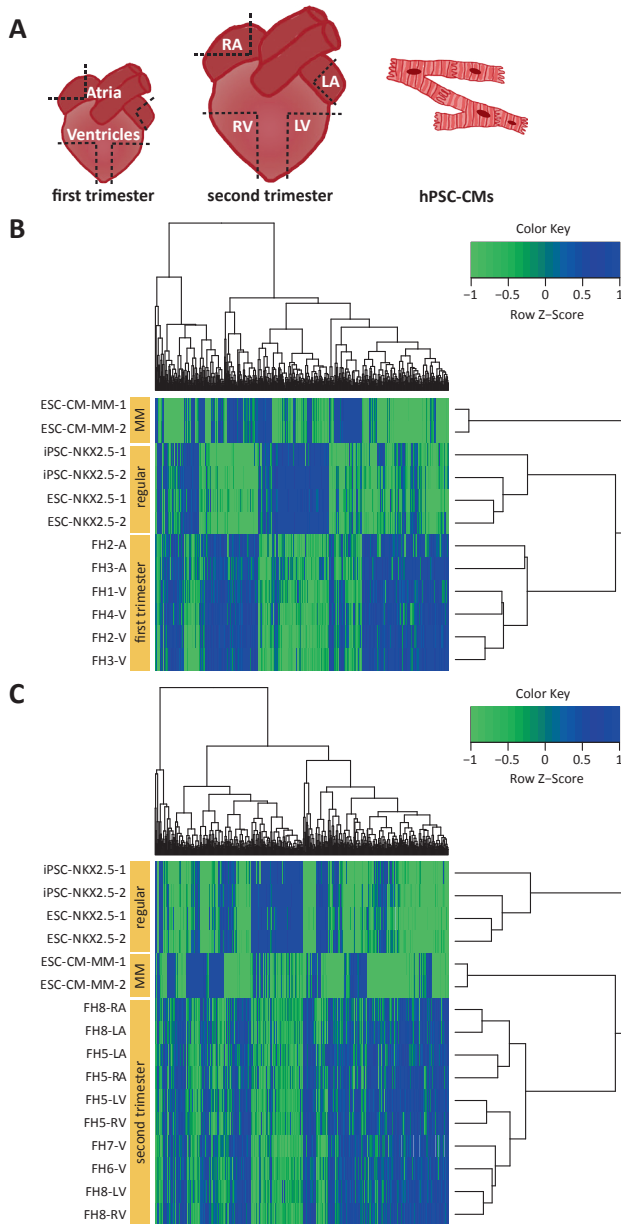 A
RA
LA
Atria
RV LV
Ventricles
first trimester second trimester hPSC-CMs
B
Color Key
−1 −0.5 0 0.5 1
Row Z−Score
ESC-CM-MM-1
ESC-CM-MM-2
MM
iPSC-NKX2.5-1
iPSC-NKX2.5-2
ESC-NKX2.5-1
ESC-NKX2.5-2
regular
FH2-A
FH3-A
FH1-V
FH4-V
FH2-V
FH3-V
first trimester
C
Color Key
−1 −0.5 0 0.5 1
Row Z−Score
iPSC-NKX2.5-1
iPSC-NKX2.5-2
ESC-NKX2.5-1
ESC-NKX2.5-2
regular
ESC-CM-MM-1
ESC-CM-MM-2
MM
FH8-RA
FH8-LA
FH5-LA
FH5-RA
FH5-LV
FH5-RV
FH7-V
FH6-V
FH8-LV
FH8-RV
second trimester